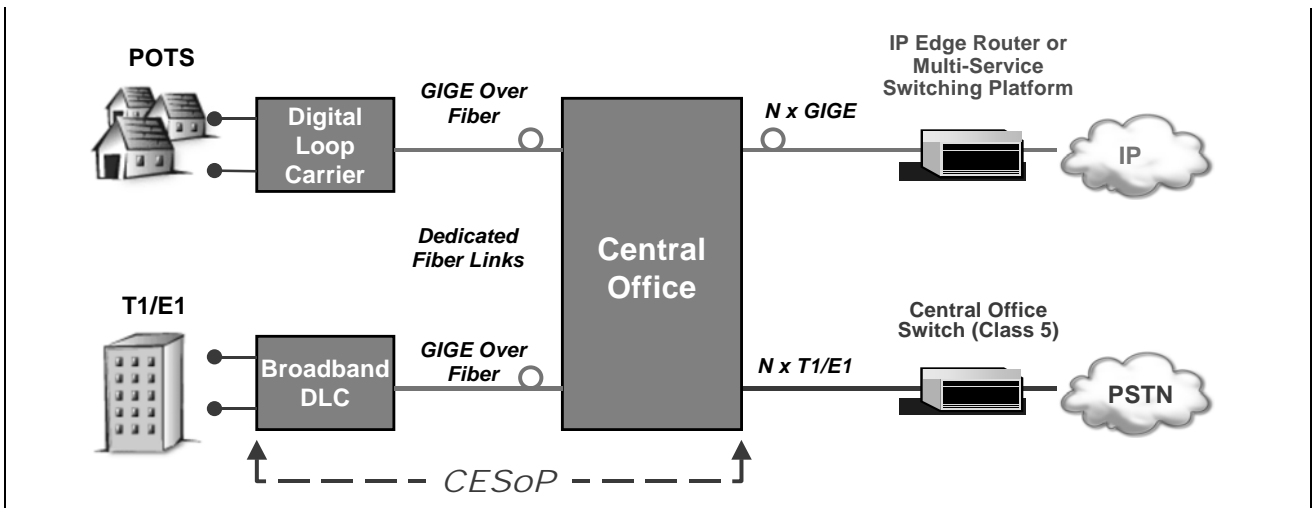 POTS
Digital
Loop
Carrier
GIGE Over
Fiber
Dedicated
Fiber Links
T1/E1
Broadband
DLC
GIGE Over
Fiber
Central
Office
N x GIGE
IP Edge Router or
Multi-Service
Switching Platform
IP
N x T1/E1
Central Office
Switch (Class 5)
PSTN
CESoP